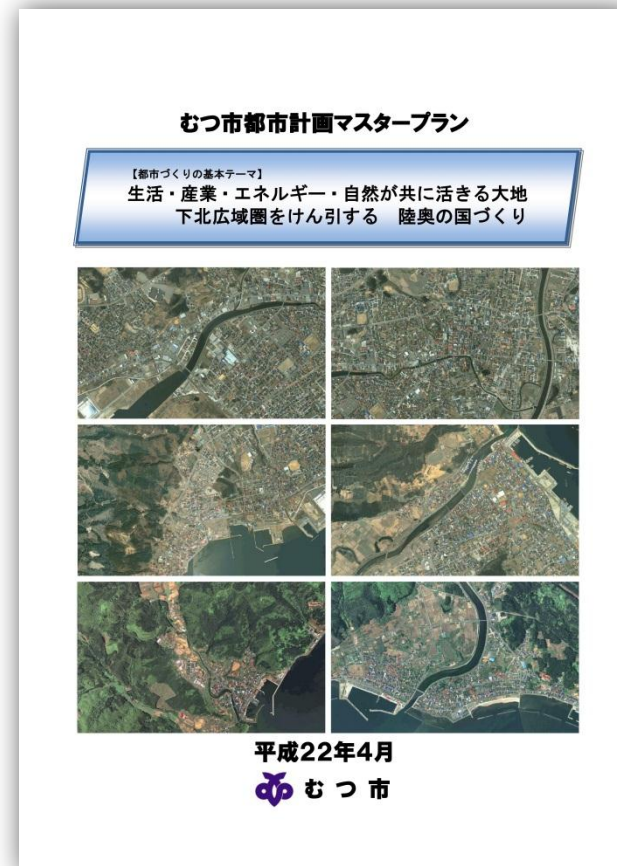 むつ市都市計画マスタープラン
【都市づくりの基本テーマ】
生活・産業・エネルギー・自然が共に活きる大地
下北広域圏をけん引する　陸奥の国づくり
平成22年4月
むつ市